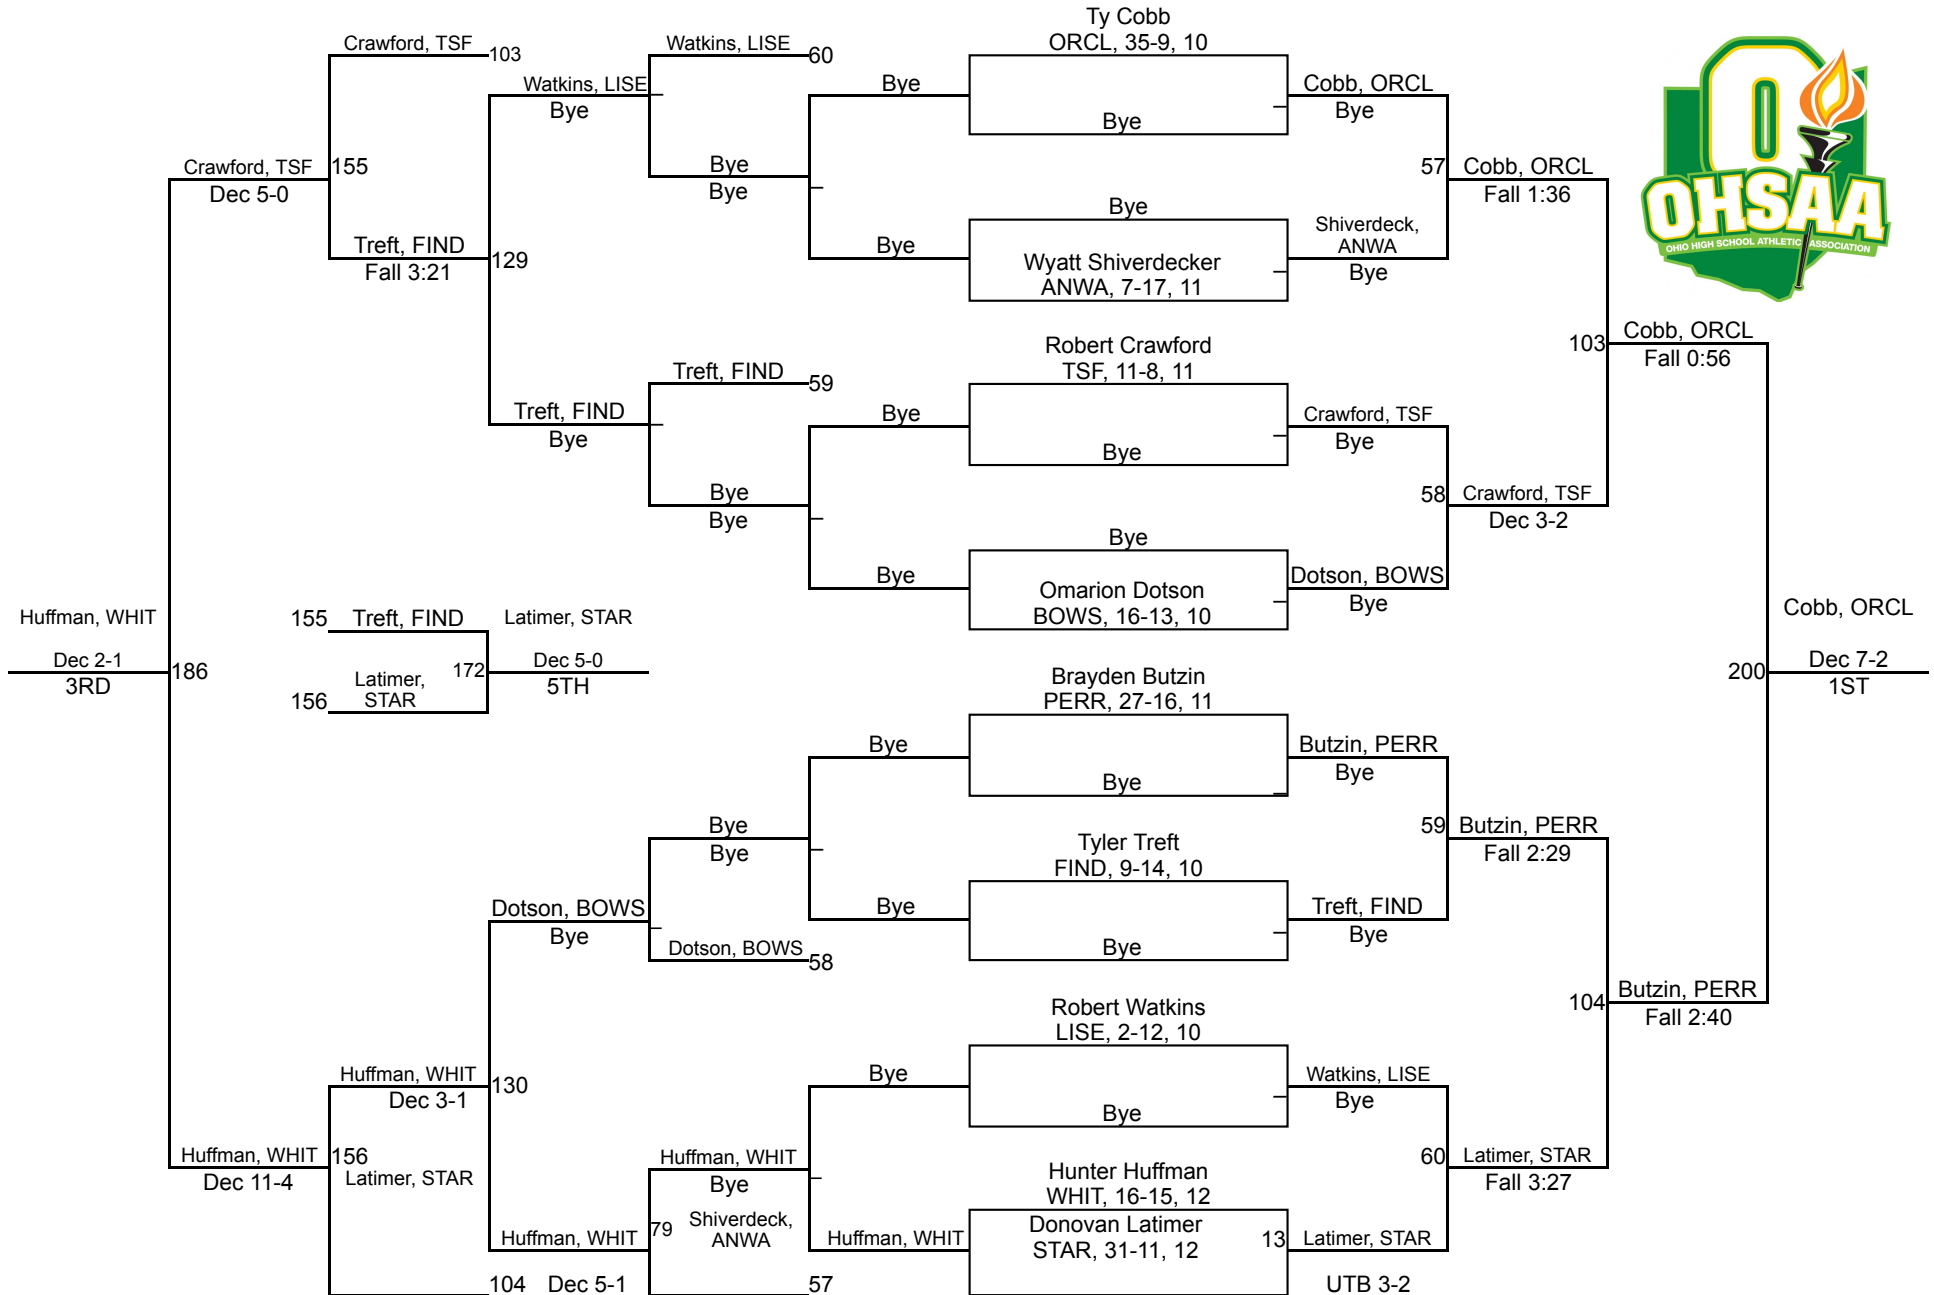 Ty Cobb
ORCL, 35-9, 10
Crawford, TSF
103
Watkins, LISE
60
Watkins, LISE
Bye
Bye
Bye
Cobb, ORCL
Bye
Crawford, TSF
155
Dec 5-0
Bye
Bye
57
Cobb, ORCL
Fall 1:36
OHSAA
OHIO HIGH SCHOOL ATHLETIC ASSOCIATION
Bye
Treft, FIND
Fall 3:21
129
Bye
Wyatt Shiverdecker
ANWA, 7-17, 11
Shiverdeck,
ANWA
Bye
Robert Crawford
TSF, 11-8, 11
103
Cobb, ORCL
Fall 0:56
Treft, FIND
59
Treft, FIND
Bye
Bye
Bye
Crawford, TSF
Bye
Bye
Bye
58
Crawford, TSF
Dec 3-2
Bye
Bye
Omarion Dotson
BOWS, 16-13, 10
Dotson, BOWS
Bye
Huffman, WHIT
Dec 2-1
3RD
186
155
Treft, FIND
Latimer, STAR
156
Latimer,
STAR
172
Dec 5-0
5TH
Cobb, ORCL
200
Dec 7-2
1ST
Brayden Butzin
PERR, 27-16, 11
Bye
Bye
Butzin, PERR
Bye
Bye
Bye
Tyler Treft
FIND, 9-14, 10
59
Butzin, PERR
Fall 2:29
Dotson, BOWS
Bye
Bye
Bye
Treft, FIND
Bye
Dotson, BOWS
58
Robert Watkins
LISE, 2-12, 10
104
Butzin, PERR
Fall 2:40
Huffman, WHIT
Dec 3-1
130
Bye
Bye
Watkins, LISE
Bye
Huffman, WHIT
Dec 11-4
156
Latimer, STAR
Huffman, WHIT
Bye
Hunter Huffman
WHIT, 16-15, 12
60
Latimer, STAR
Fall 3:27
Huffman, WHIT
79
Shiverdeck,
ANWA
Huffman, WHIT
Donovan Latimer
STAR, 31-11, 12
13
Latimer, STAR
104
Dec 5-1
57
UTB 3-2